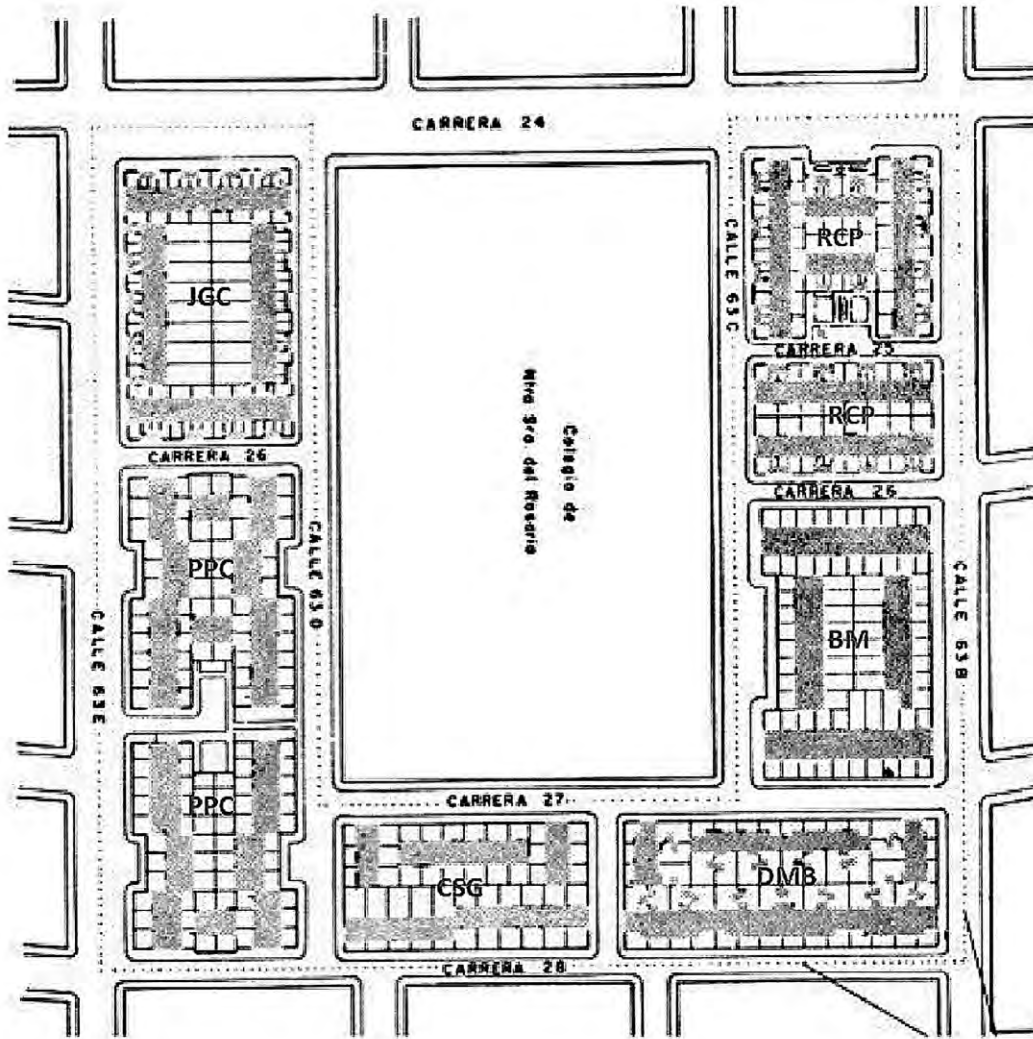 CARRERA 24
CALLE 63C
RCP
JGC
CARRERA 25
RCP
Colegio de
Ntra Sra. del Rosario
CARRERA 26
CARRERA 26
PPC
CALLE 63D
CALLE 63B
BM
CALLE 63E
PPC
CARRERA 27
CSG
DMB
CARRERA 28